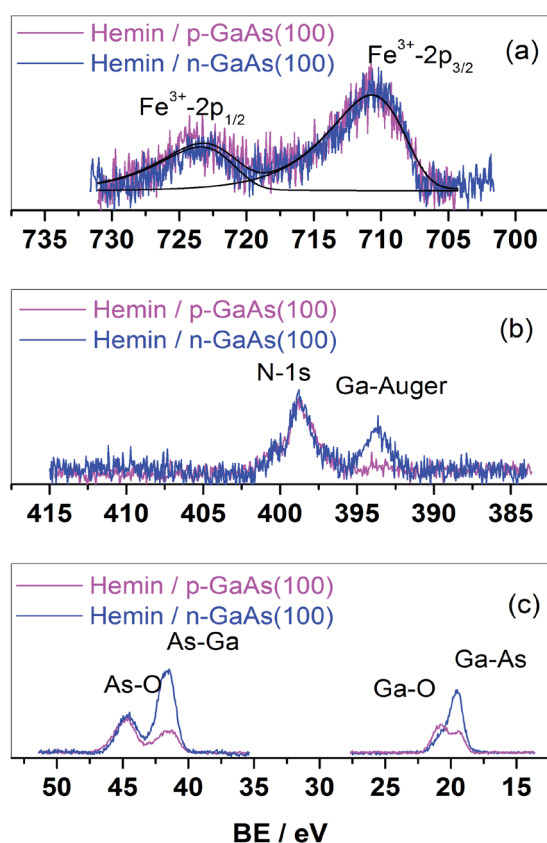 Hemin / p-GaAs(100)
Hemin / n-GaAs(100)
(a)
Fe³⁺-2p₃/₂
Fe³⁺-2p₁/₂
735 730 725 720 715 710 705 700
Hemin / p-GaAs(100)
Hemin / n-GaAs(100)
(b)
N-1s
Ga-Auger
415 410 405 400 395 390 385
Hemin / p-GaAs(100)
Hemin / n-GaAs(100)
(c)
As-Ga
As-O
Ga-As
Ga-O
50 45 40 35 30 25 20 15
BE / eV